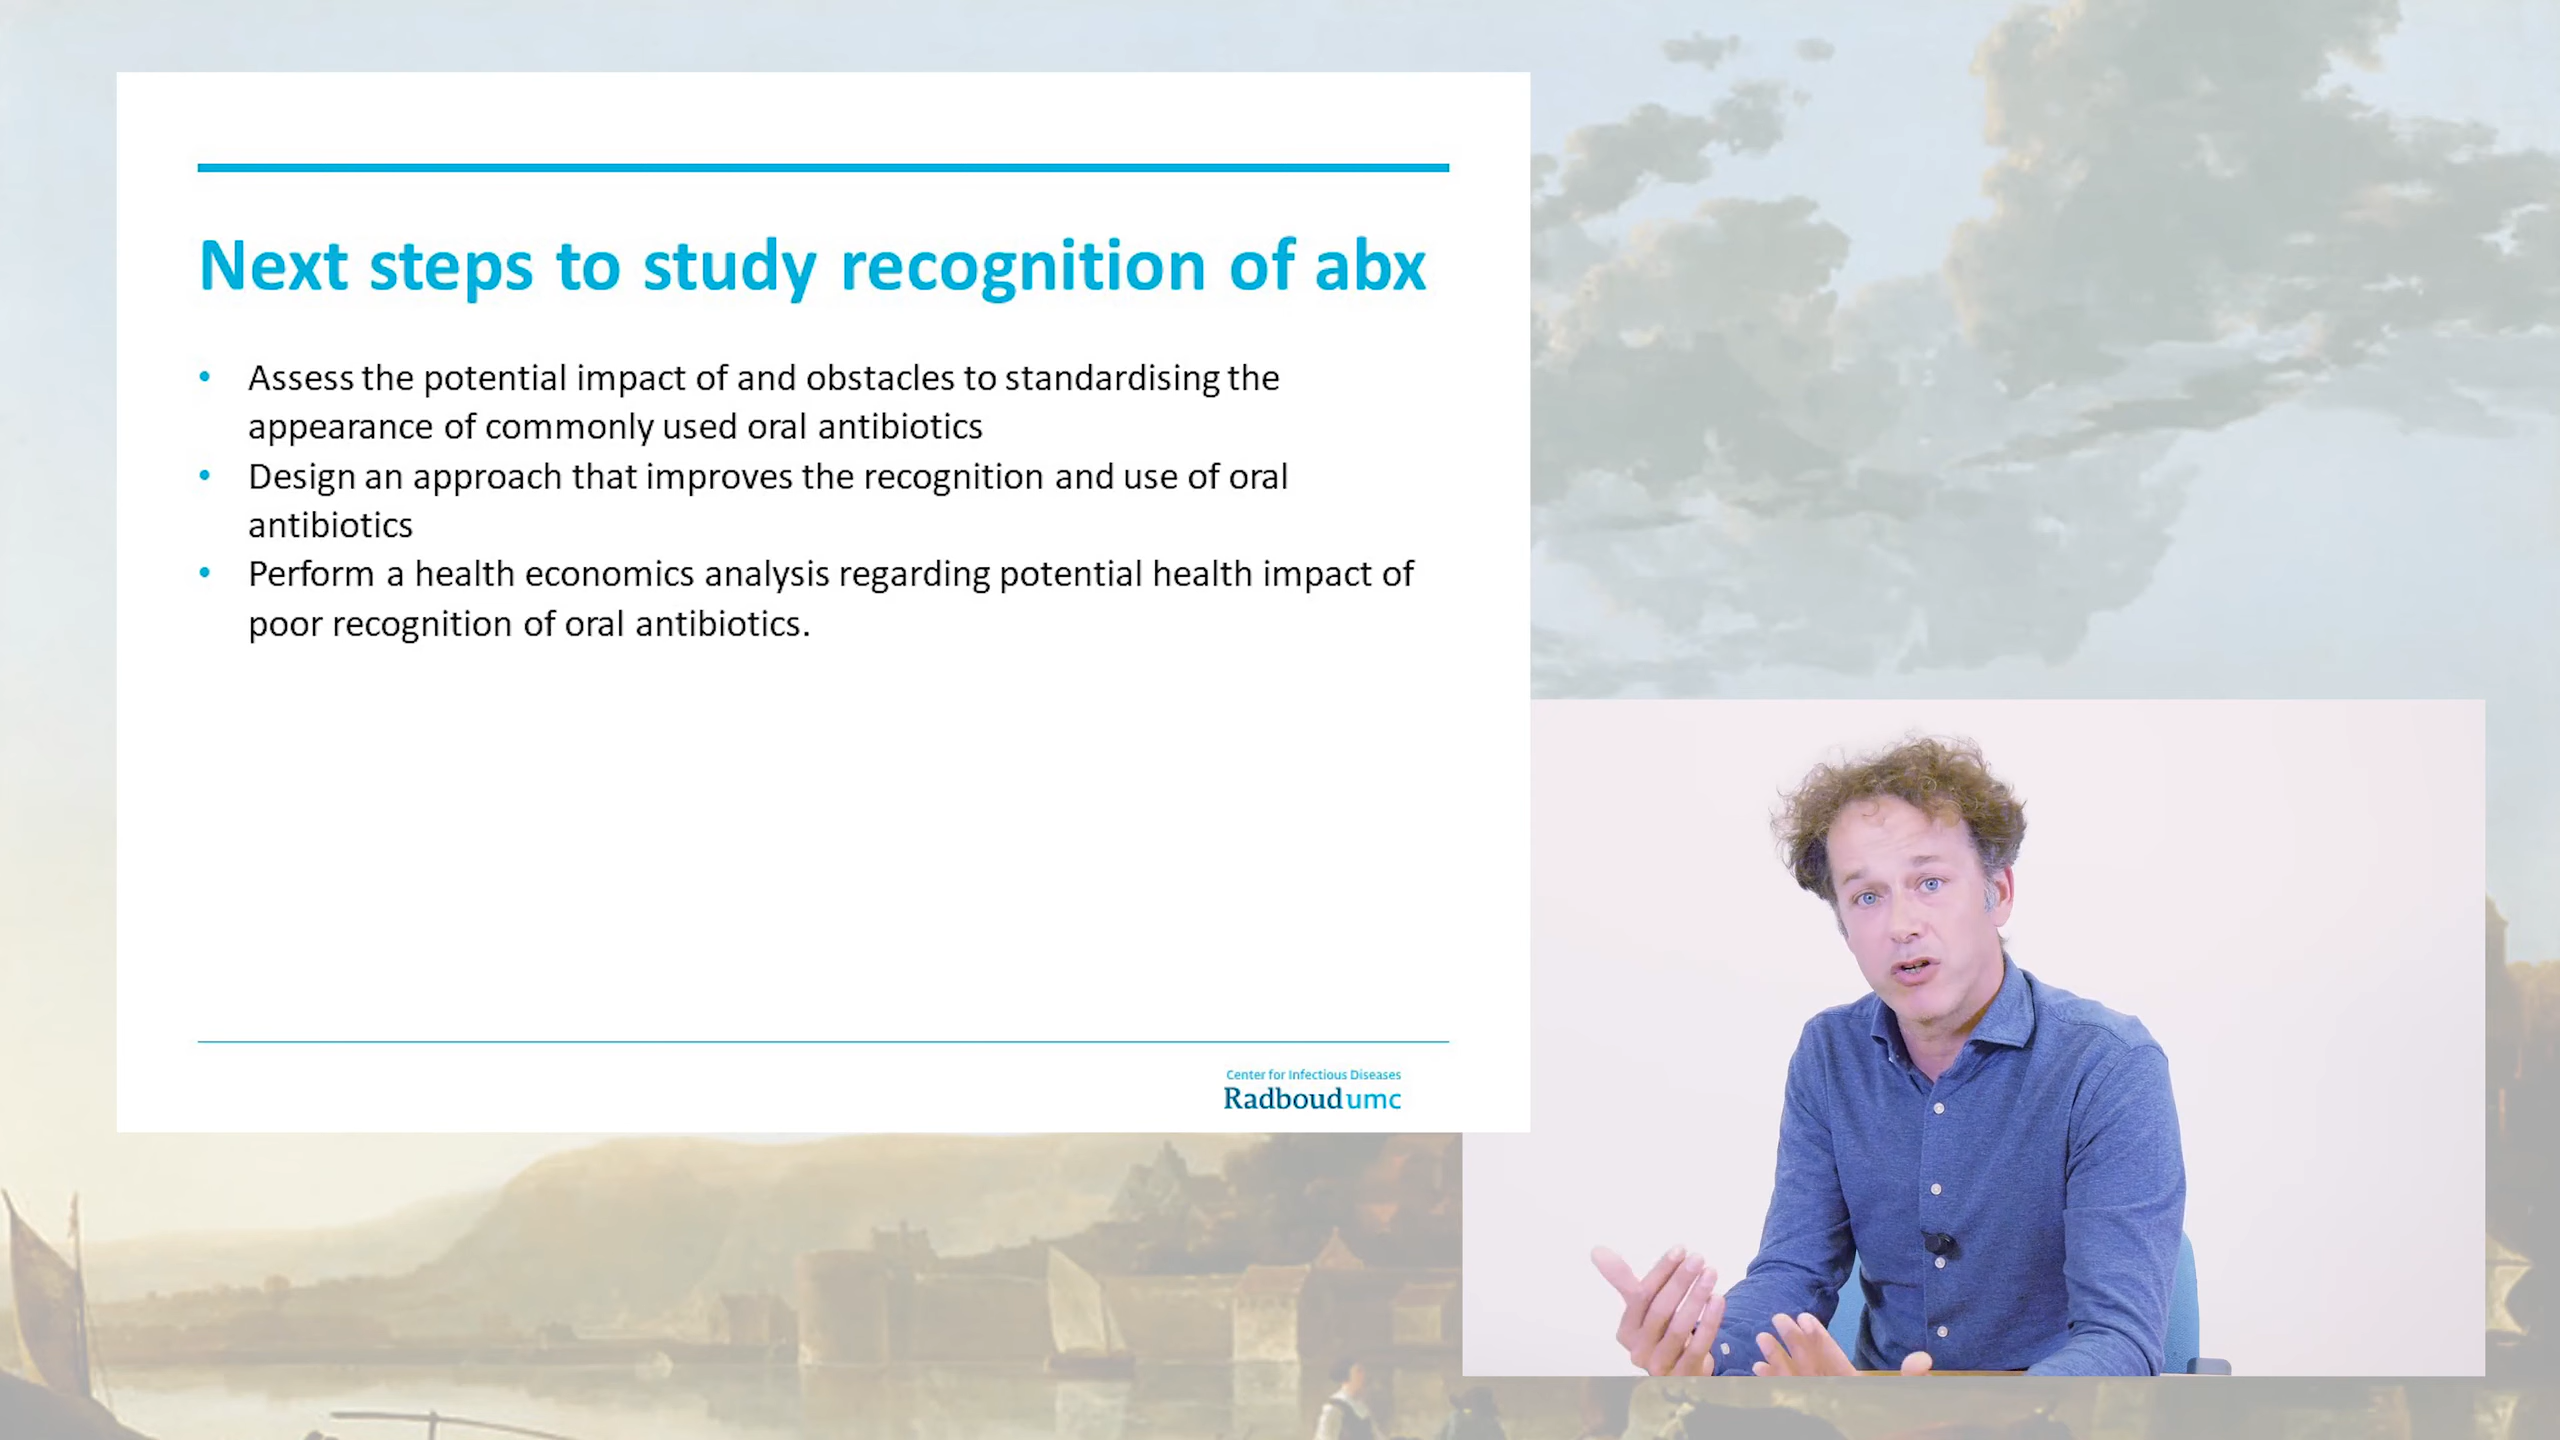 Next steps to study recognition of abx
• Assess the potential impact of and obstacles to standardising the
appearance of commonly used oral antibiotics
• Design an approach that improves the recognition and use of oral
antibiotics
• Perform a health economics analysis regarding potential health impact of
poor recognition of oral antibiotics.
Center for Infectious Diseases
Radboudumc